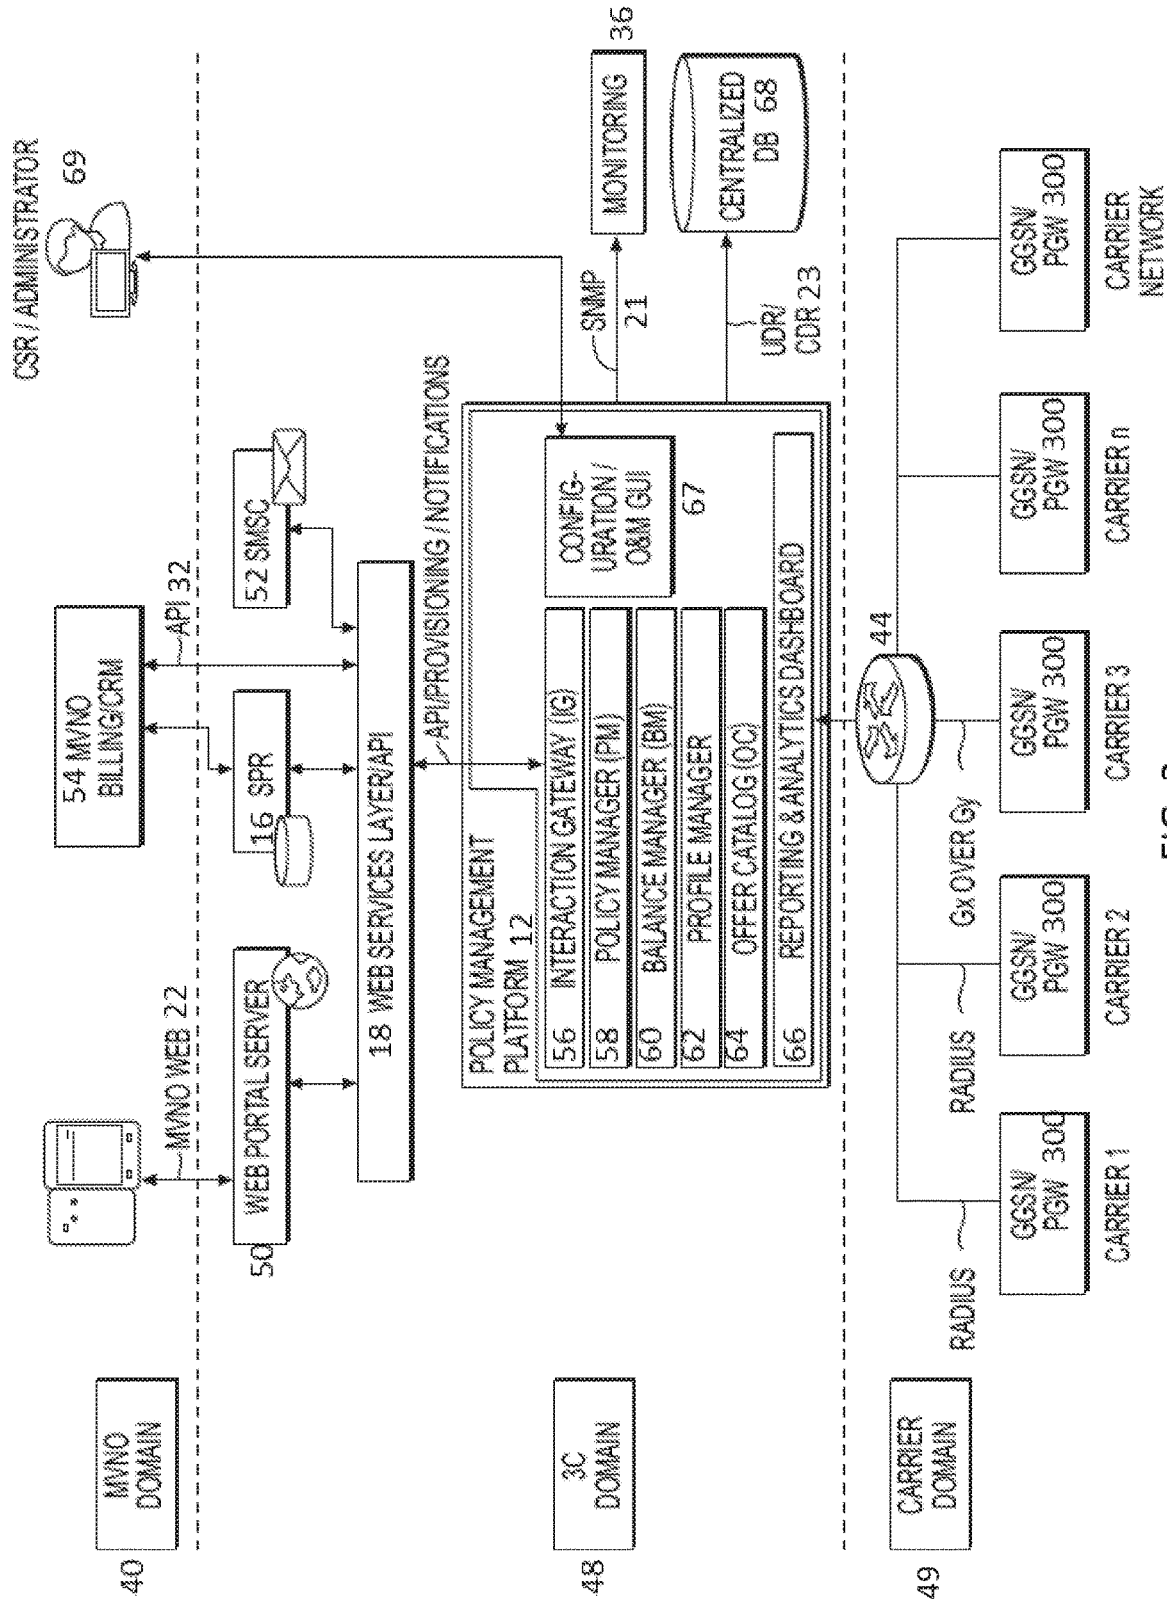 CSR / ADMINISTRATOR
69
54 MVNO
BILLING/CRM
API 32
MVNO WEB 22
MVNO
DOMAIN
40
52 SMSC
16 SPR
WEB PORTAL SERVER
50
18 WEB SERVICES LAYER/API
API/PROVISIONING / NOTIFICATIONS
POLICY MANAGEMENT
PLATFORM 12
56 INTERACTION GATEWAY (IG)
58 POLICY MANAGER (PM)
60 BALANCE MANAGER (BM)
62 PROFILE MANAGER
64 OFFER CATALOG (OC)
66 REPORTING & ANALYTICS DASHBOARD
CONFIG-
URATION /
O&M GUI
67
SNMP
21
MONITORING
36
UDR/
CDR 23
CENTRALIZED
DB 68
3C
DOMAIN
48
44
CARRIER
DOMAIN
49
RADIUS
RADIUS
Gx OVER Gy
GGSN/
PGW 300
CARRIER 1
GGSN/
PGW 300
CARRIER 2
GGSN/
PGW 300
CARRIER 3
GGSN/
PGW 300
CARRIER n
GGSN/
PGW 300
CARRIER
NETWORK